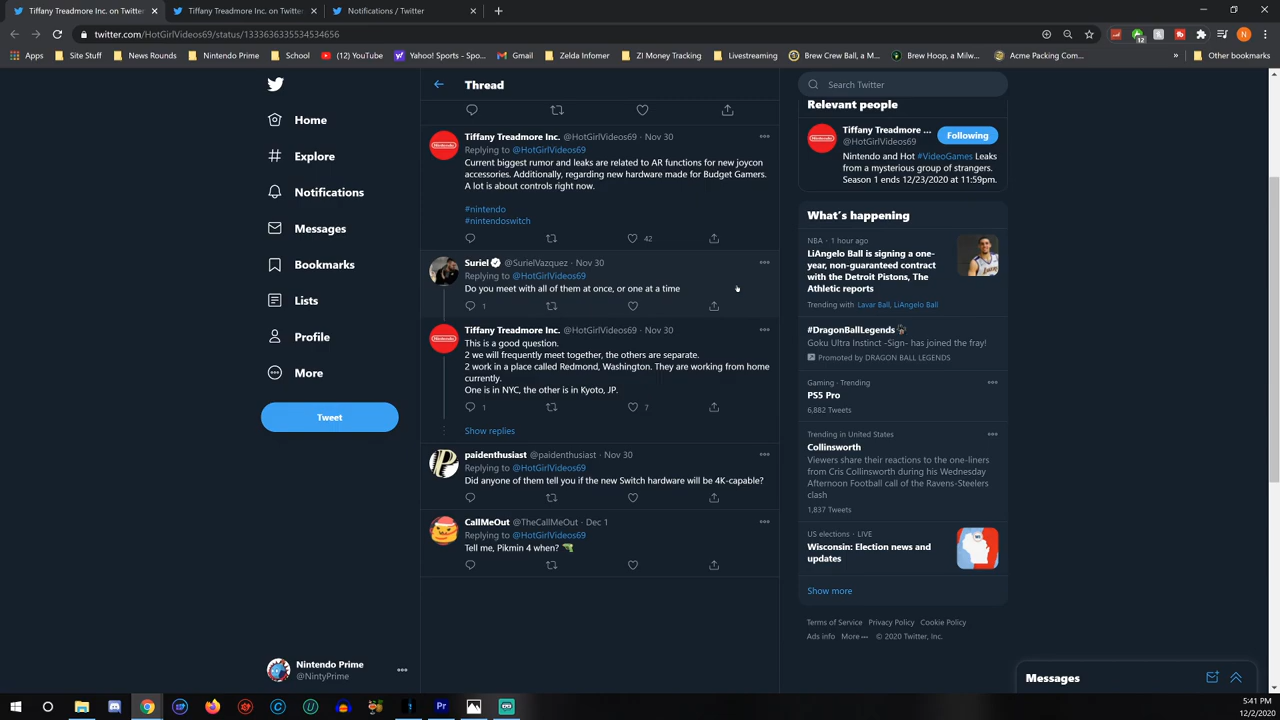 Tiffany Treadmore Inc. on Twitter
Tiffany Treadmore Inc. on Twitter
Notifications / Twitter
twitter.com/HotGirlVideos69/status/1333636335534534656
Apps
News Rounds
Nintendo Prime
School
(12) YouTube
Yahoo! Sports - Spo...
Gmail
Zelda Infomer
ZI Money Tracking
Livestreaming
Brew Crew Ball, a M...
Brew Hoop, a Milw...
Acme Packing Com...
Other bookmarks
Home
Explore
Notifications
Messages
Bookmarks
Lists
Profile
More
Tweet
Nintendo Prime
@NintyPrime
Thread
Tiffany Treadmore Inc. @HotGirlVideos69 · Nov 30
Replying to @HotGirlVideos69
Current biggest rumor and leaks are related to AR functions for new joycon
accessories. Additionally, regarding new hardware made for Budget Gamers.
A lot is about controls right now.
#nintendo
#nintendoswitch
42
Suriel @SurielVazquez · Nov 30
Replying to @HotGirlVideos69
Do you meet with all of them at once, or one at a time
1
Tiffany Treadmore Inc. @HotGirlVideos69 · Nov 30
This is a good question.
2 we will frequently meet together, the others are separate.
2 work in a place called Redmond, Washington. They are working from home
currently.
One is in NYC, the other is in Kyoto, JP.
1 7
Show replies
paidenthusiast @paidenthusiast · Nov 30
Replying to @HotGirlVideos69
Did anyone of them tell you if the new Switch hardware will be 4K-capable?
CallMeOut @TheCallMeOut · Dec 1
Replying to @HotGirlVideos69
Tell me, Pikmin 4 when?
Search Twitter
Relevant people
Tiffany Treadmore ...
@HotGirlVideos69
Following
Nintendo and Hot #VideoGames Leaks
from a mysterious group of strangers.
Season 1 ends 12/23/2020 at 11:59pm.
What's happening
NBA · 1 hour ago
LiAngelo Ball is signing a one-
year, non-guaranteed contract
with the Detroit Pistons, The
Athletic reports
Trending with Lavar Ball, LiAngelo Ball
#DragonBallLegends
Goku Ultra Instinct -Sign- has joined the fray!
Promoted by DRAGON BALL LEGENDS
Gaming · Trending
PS5 Pro
6,882 Tweets
Trending in United States
Collinsworth
Viewers share their reactions to the one-liners
from Cris Collinsworth during his Wednesday
Afternoon Football call of the Ravens-Steelers
clash
1,837 Tweets
US elections · LIVE
Wisconsin: Election news and
updates
Show more
Terms of Service Privacy Policy Cookie Policy
Ads info More © 2020 Twitter, Inc.
Messages
5:41 PM
12/2/2020